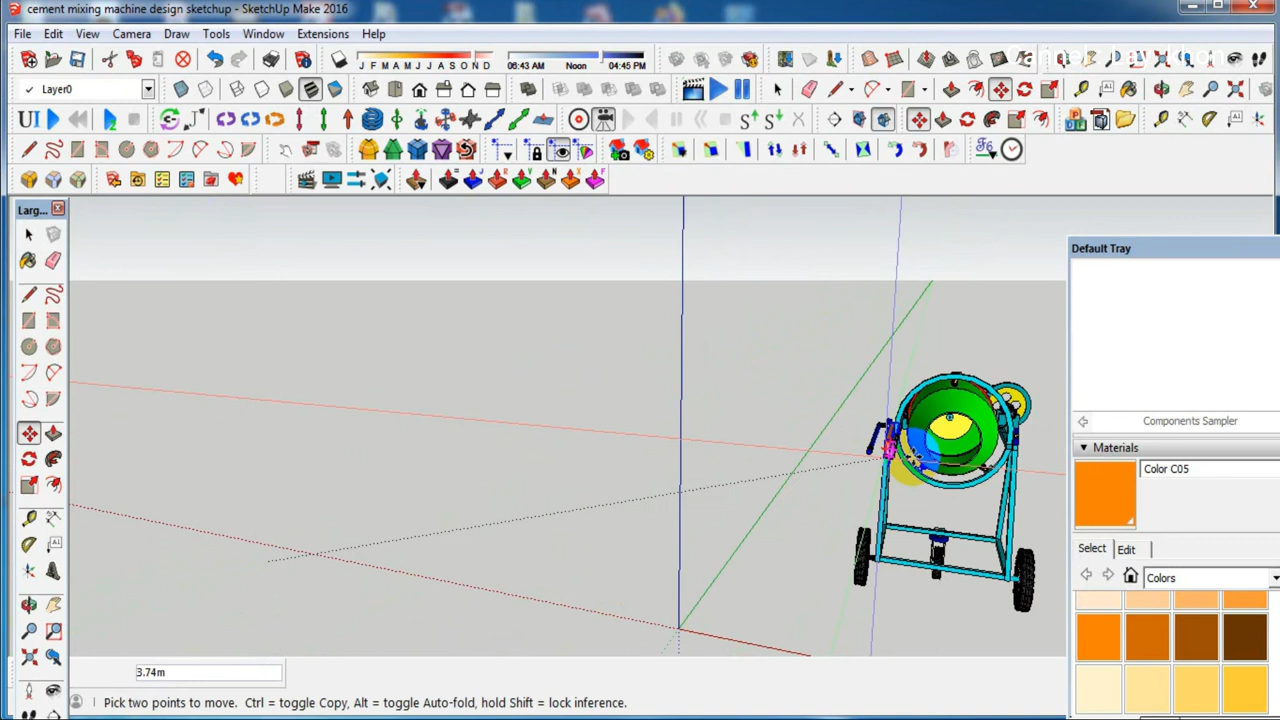 cement mixing machine design sketchup - SketchUp Make 2016
File Edit View Camera Draw Tools Window Extensions Help
J F M A M J J A S O N D 06:43 AM Noon 04:45 PM
Layer0
UI
Larg...
Default Tray
Components Sampler
Materials
Color C05
Select Edit
Colors
3.74m
Pick two points to move. Ctrl = toggle Copy, Alt = toggle Auto-fold, hold Shift = lock inference.